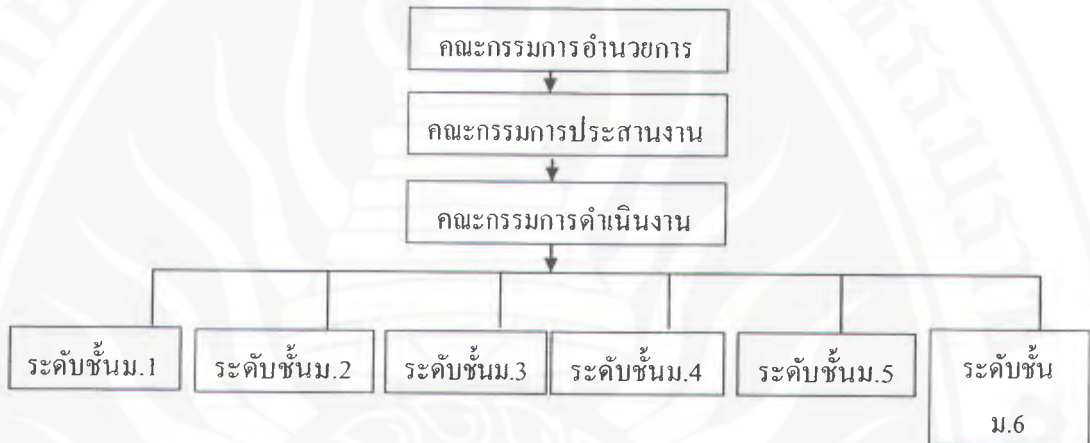 คณะกรรมการอำนวยการ
คณะกรรมการประสานงาน
คณะกรรมการดำเนินงาน
ระดับชั้นม.1
ระดับชั้นม.2
ระดับชั้นม.3
ระดับชั้นม.4
ระดับชั้นม.5
ระดับชั้น
ม.6